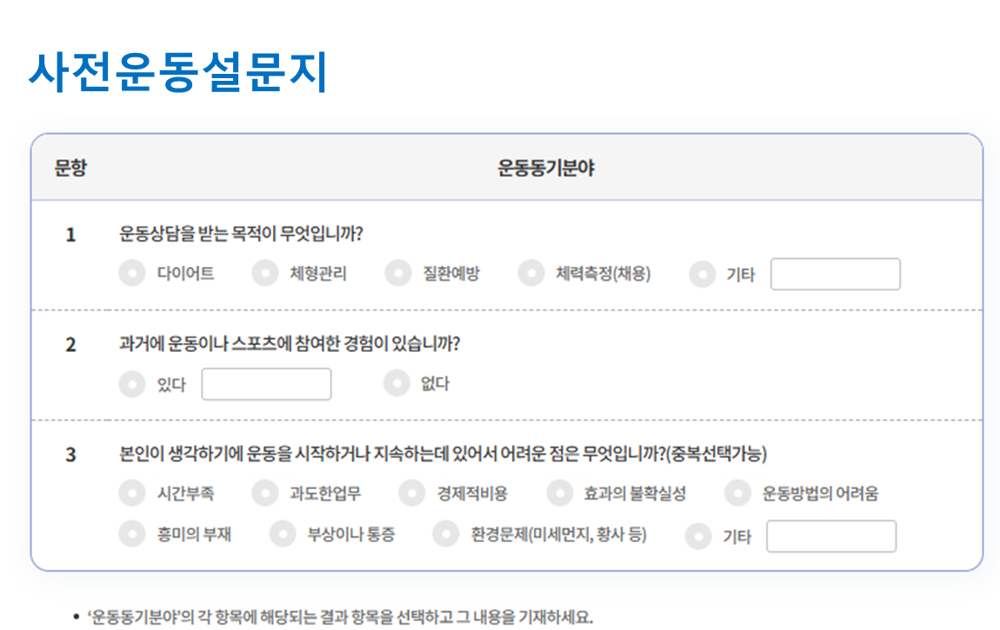 사전운동설문지
문항 운동동기분야
1 운동상담을 받는 목적이 무엇입니까?
다이어트 체형관리 질환예방 체력측정(채용) 기타
2 과거에 운동이나 스포츠에 참여한 경험이 있습니까?
있다 없다
3 본인이 생각하기에 운동을 시작하거나 지속하는데 있어서 어려운 점은 무엇입니까?(중복선택가능)
시간부족 과도한업무 경제적비용 효과의 불확실성 운동방법의 어려움
흥미의 부재 부상이나 통증 환경문제(미세먼지, 황사 등) 기타
• ‘운동동기분야’의 각 항목에 해당되는 결과 항목을 선택하고 그 내용을 기재하세요.